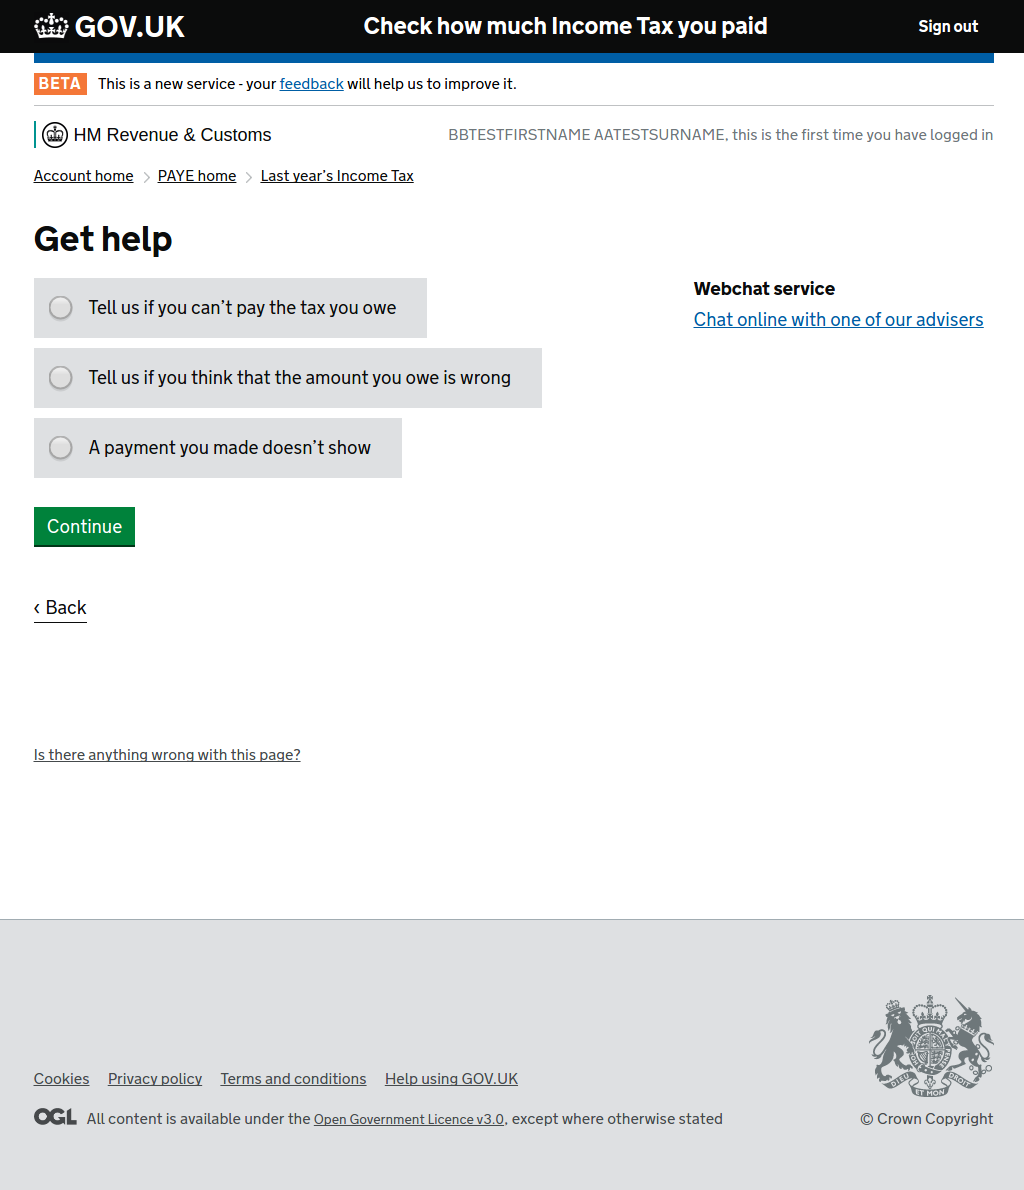 GOV.UK
Check how much Income Tax you paid
Sign out
BETA This is a new service - your feedback will help us to improve it.
HM Revenue & Customs
BBTESTFIRSTNAME AATESTSURNAME, this is the first time you have logged in
Account home
PAYE home
Last year’s Income Tax
Get help
Tell us if you can’t pay the tax you owe
Tell us if you think that the amount you owe is wrong
A payment you made doesn’t show
Webchat service
Chat online with one of our advisers
Continue
‹ Back
Is there anything wrong with this page?
Cookies
Privacy policy
Terms and conditions
Help using GOV.UK
OGL All content is available under the Open Government Licence v3.0, except where otherwise stated
© Crown Copyright